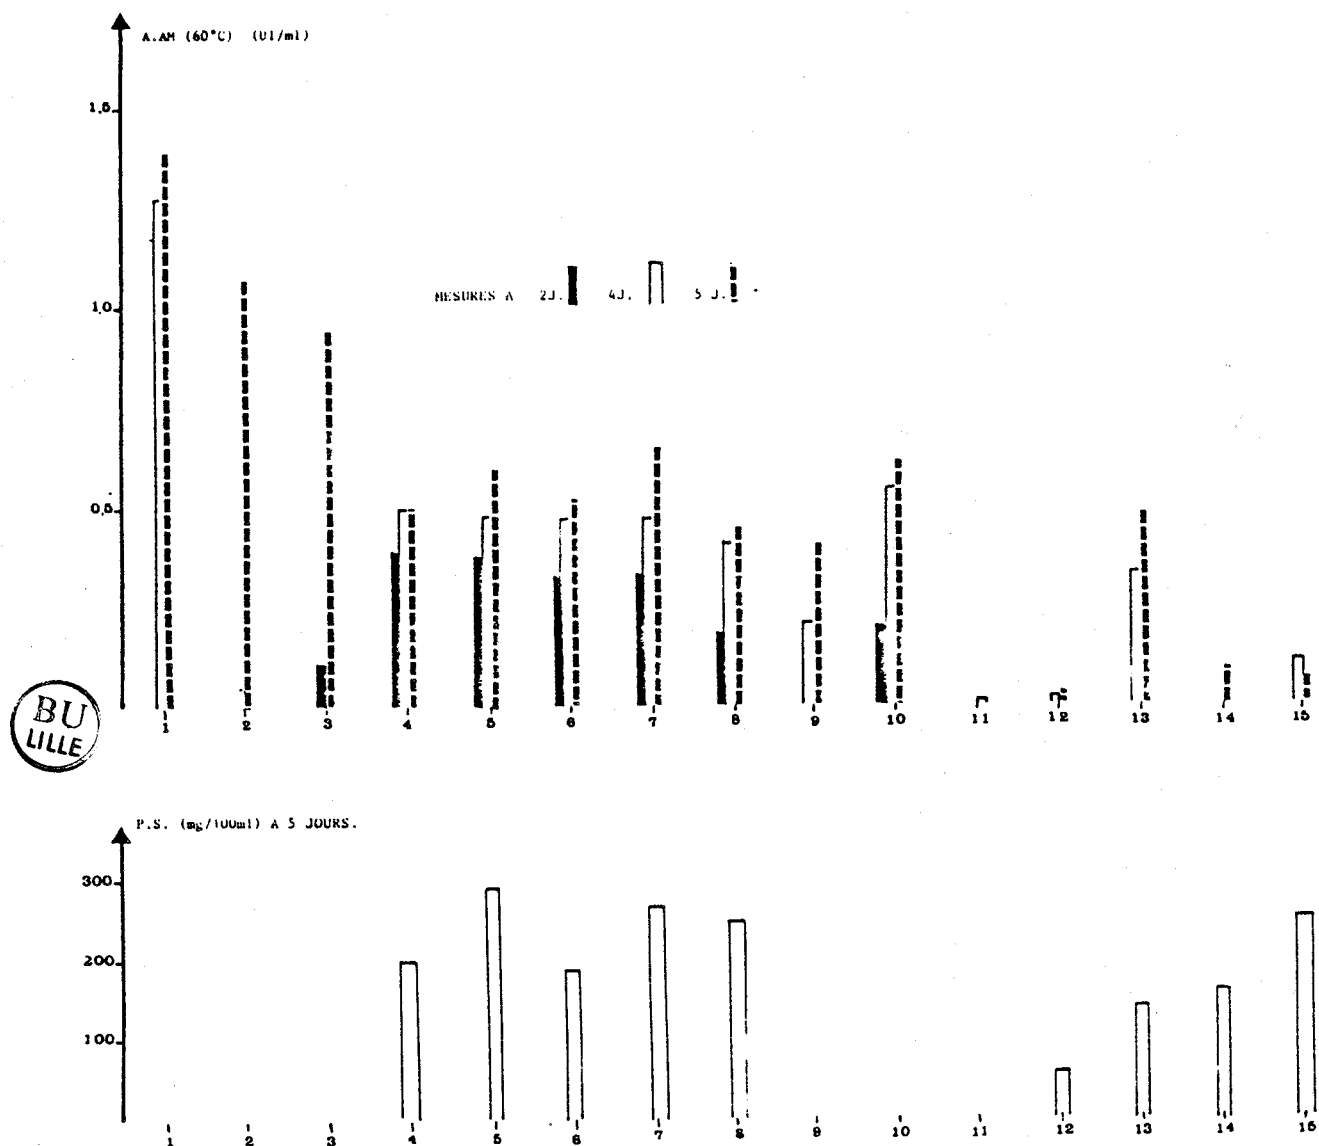 A.AM (60°C) (UI/ml)
1,5
1,0
MESURES A 2J. 4J. 5 J.
0,5
1 2 3 4 5 6 7 8 9 10 11 12 13 14 15
BU
LILLE
P.S. (mg/100ml) A 5 JOURS.
300
200
100
1 2 3 4 5 6 7 8 9 10 11 12 13 14 15